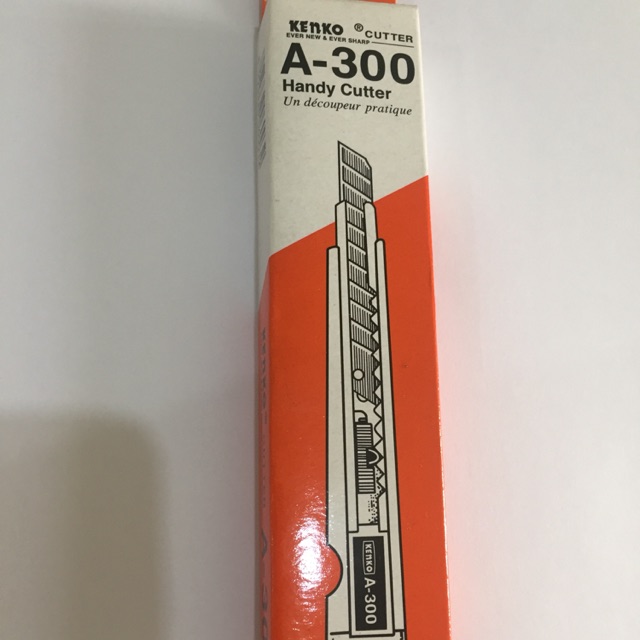 KENKO ® CUTTER
EVER NEW & EVER SHARP
A-300
Handy Cutter
Un découpeur pratique
KENKO A-300